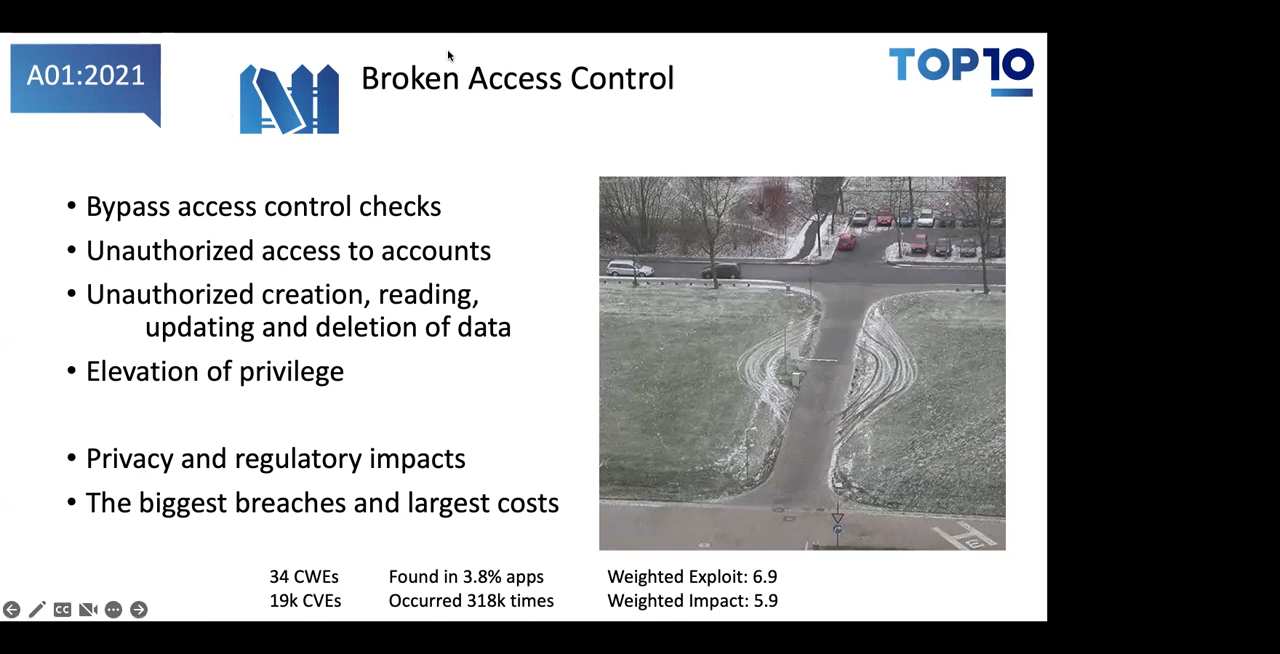 A01:2021
Broken Access Control
TOP10
• Bypass access control checks
• Unauthorized access to accounts
• Unauthorized creation, reading,
updating and deletion of data
• Elevation of privilege
• Privacy and regulatory impacts
• The biggest breaches and largest costs
34 CWEs Found in 3.8% apps Weighted Exploit: 6.9
19k CVEs Occurred 318k times Weighted Impact: 5.9
CC